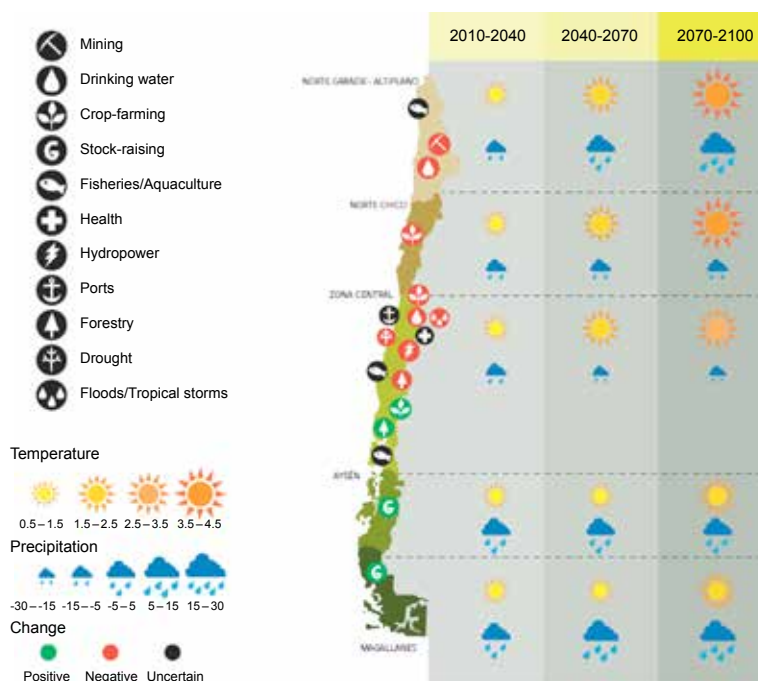 2010-2040 2040-2070 2070-2100
Mining
Drinking water
Crop-farming
Stock-raising
Fisheries/Aquaculture
Health
Hydropower
Ports
Forestry
Drought
Floods/Tropical storms
NORTE GRANDE - ALTIPLANO
NORTE CHICO
ZONA CENTRAL
AYSÉN
MAGALLANES
Temperature
0.5 – 1.5 1.5 – 2.5 2.5 – 3.5 3.5 – 4.5
Precipitation
-30 – -15 -15 – -5 -5 – 5 5 – 15 15 – 30
Change
Positive Negative Uncertain